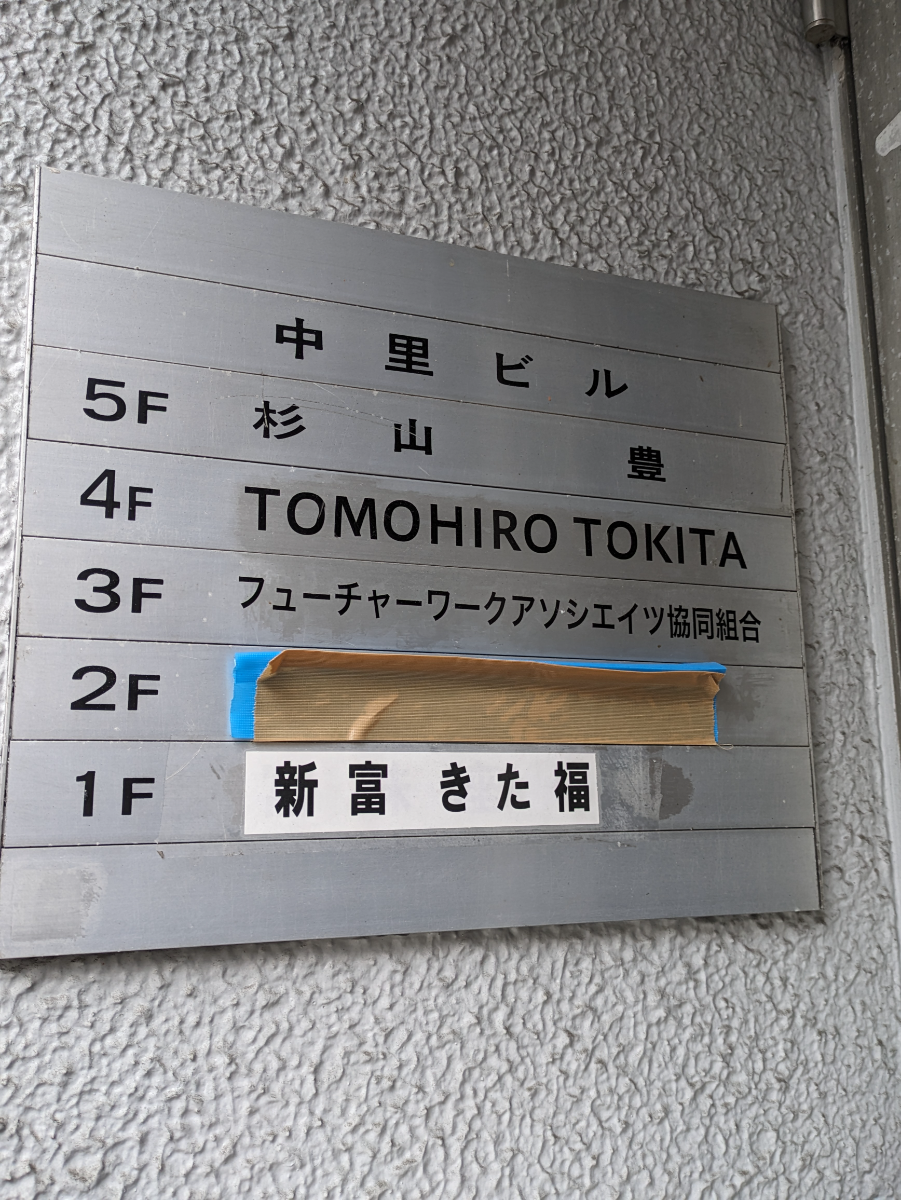 中里ビル
5F 杉山 豊
4F TOMOHIRO TOKITA
3F フューチャーワークアソシエイツ協同組合
2F
1F 新富 きた福